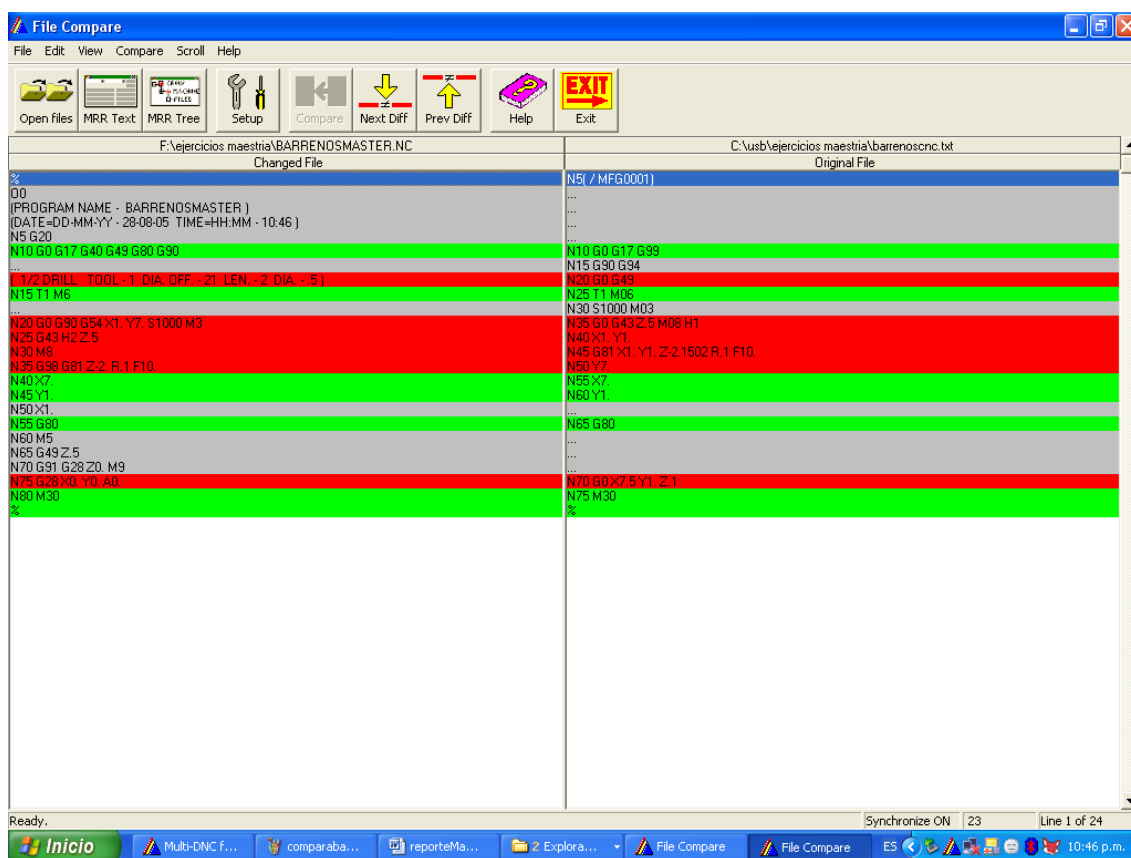 File Compare
File Edit View Compare Scroll Help
Open files MRR Text MRR Tree Setup Compare Next Diff Prev Diff Help Exit
EXIT
F:\ejercicios maestria\BARRENOSMASTER.NC C:\usb\ejercicios maestria\barrenoscnc.txt
Changed File Original File
% N5( / MFG0001)
O0 ...
(PROGRAM NAME - BARRENOSMASTER ) ...
(DATE=DD-MM-YY - 28-08-05 TIME=HH:MM - 10:46 ) ...
N5 G20 ...
N10 G0 G17 G40 G49 G80 G90 N10 G0 G17 G99
... N15 G90 G94
( 1/2 DRILL TOOL - 1 DIA. OFF. - 21 LEN. - 2 DIA. - .5 ) N20 G0 G49
N15 T1 M6 N25 T1 M06
... N30 S1000 M03
N20 G0 G90 G54 X1. Y7. S1000 M3 N35 G0 G43 Z.5 M08 H1
N25 G43 H2 Z.5 N40 X1. Y1.
N30 M8 N45 G81 X1. Y1. Z-2.1502 R.1 F10.
N35 G98 G81 Z-2. R.1 F10. N50 Y7.
N40 X7. N55 X7.
N45 Y1. N60 Y1.
N50 X1. ...
N55 G80 N65 G80
N60 M5 ...
N65 G49 Z.5 ...
N70 G91 G28 Z0. M9 ...
N75 G28 X0. Y0. A0. N70 G0 X7.5 Y1. Z.1
N80 M30 N75 M30
% %
Ready. Synchronize ON 23 Line 1 of 24
Inicio Multi-DNC f... comparaba... reporteMa... 2 Explora... File Compare File Compare ES 10:46 p.m.